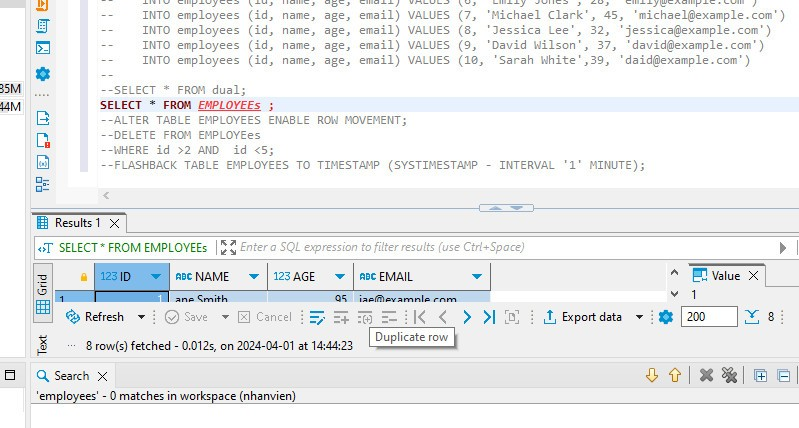 --    INTO employees (id, name, age, email) VALUES (6, 'Emily Jones', 28, 'emily@example.com')
--    INTO employees (id, name, age, email) VALUES (7, 'Michael Clark', 45, 'michael@example.com')
--    INTO employees (id, name, age, email) VALUES (8, 'Jessica Lee', 32, 'jessica@example.com')
--    INTO employees (id, name, age, email) VALUES (9, 'David Wilson', 37, 'david@example.com')
--    INTO employees (id, name, age, email) VALUES (10, 'Sarah White',39, 'daid@example.com')
--
85M
--SELECT * FROM dual;
44M
SELECT * FROM EMPLOYEEs ;
--ALTER TABLE EMPLOYEES ENABLE ROW MOVEMENT;
--DELETE FROM EMPLOYEes
--WHERE id >2 AND  id <5;
--FLASHBACK TABLE EMPLOYEES TO TIMESTAMP (SYSTIMESTAMP - INTERVAL '1' MINUTE);
Results 1
SELECT * FROM EMPLOYEEs
Enter a SQL expression to filter results (use Ctrl+Space)
Grid
123 ID
ABC NAME
123 AGE
ABC EMAIL
Value
1 1 ane Smith 95 jae@example.com
1
Refresh
Save
Cancel
Export data
200
8
Text
8 row(s) fetched - 0.012s, on 2024-04-01 at 14:44:23
Duplicate row
Search
'employees' - 0 matches in workspace (nhanvien)